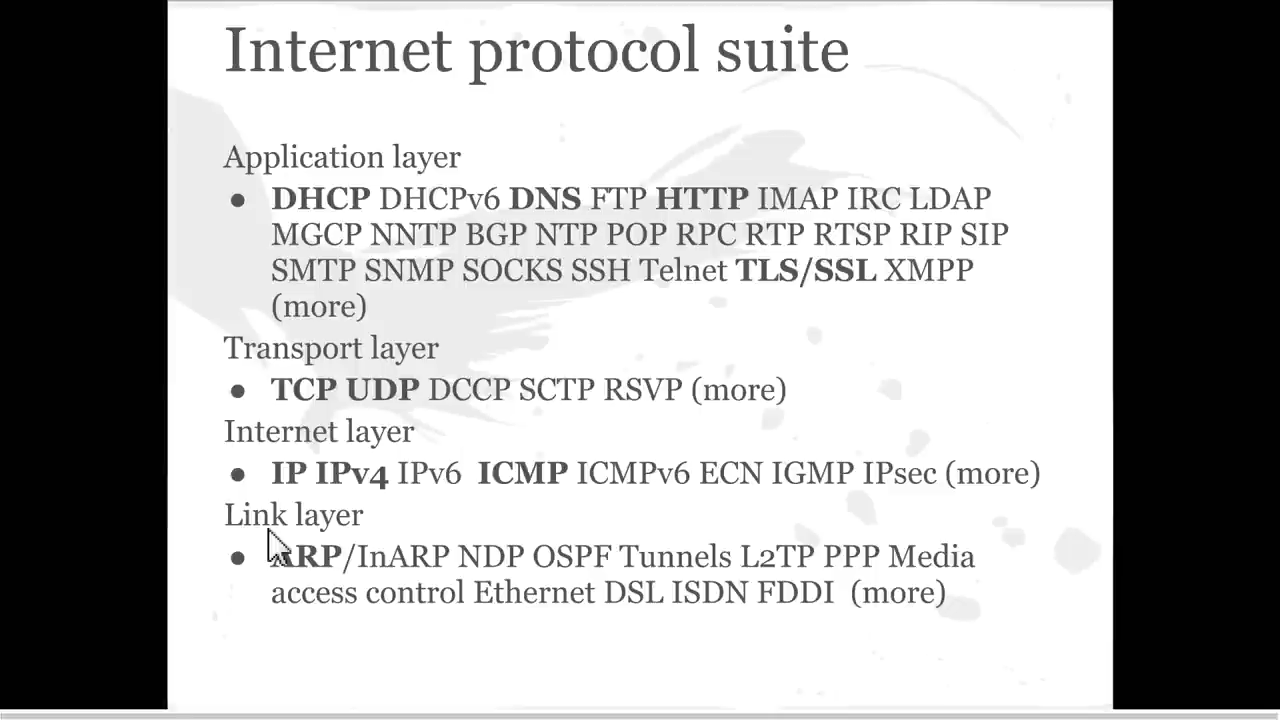 Internet protocol suite
Application layer
● DHCP DHCPv6 DNS FTP HTTP IMAP IRC LDAP
MGCP NNTP BGP NTP POP RPC RTP RTSP RIP SIP
SMTP SNMP SOCKS SSH Telnet TLS/SSL XMPP
(more)
Transport layer
● TCP UDP DCCP SCTP RSVP (more)
Internet layer
● IP IPv4 IPv6 ICMP ICMPv6 ECN IGMP IPsec (more)
Link layer
● ARP/InARP NDP OSPF Tunnels L2TP PPP Media
access control Ethernet DSL ISDN FDDI (more)